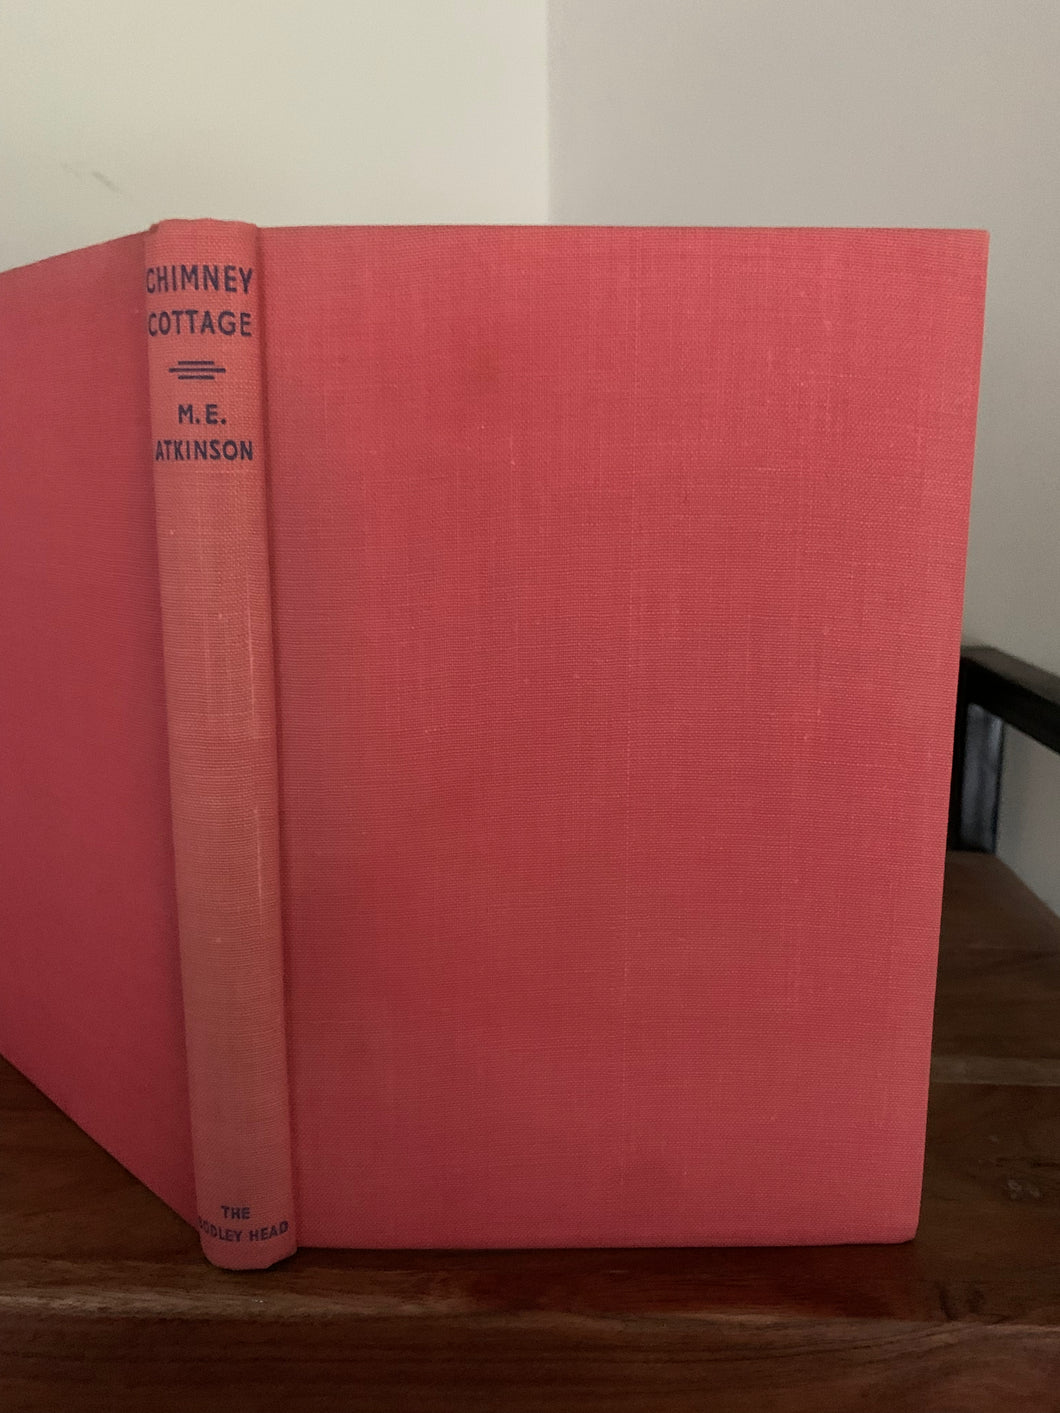 CHIMNEY
COTTAGE
M.E.
ATKINSON
THE
BODLEY HEAD